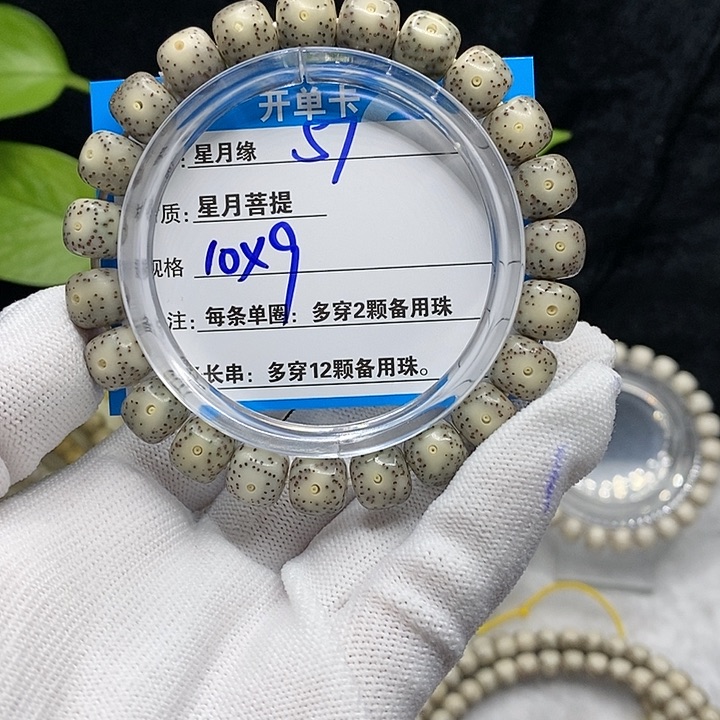 开单卡
: 星月缘 57
质: 星月菩提
规格 10x9
注: 每条单圈: 多穿2颗备用珠
长串: 多穿12颗备用珠。